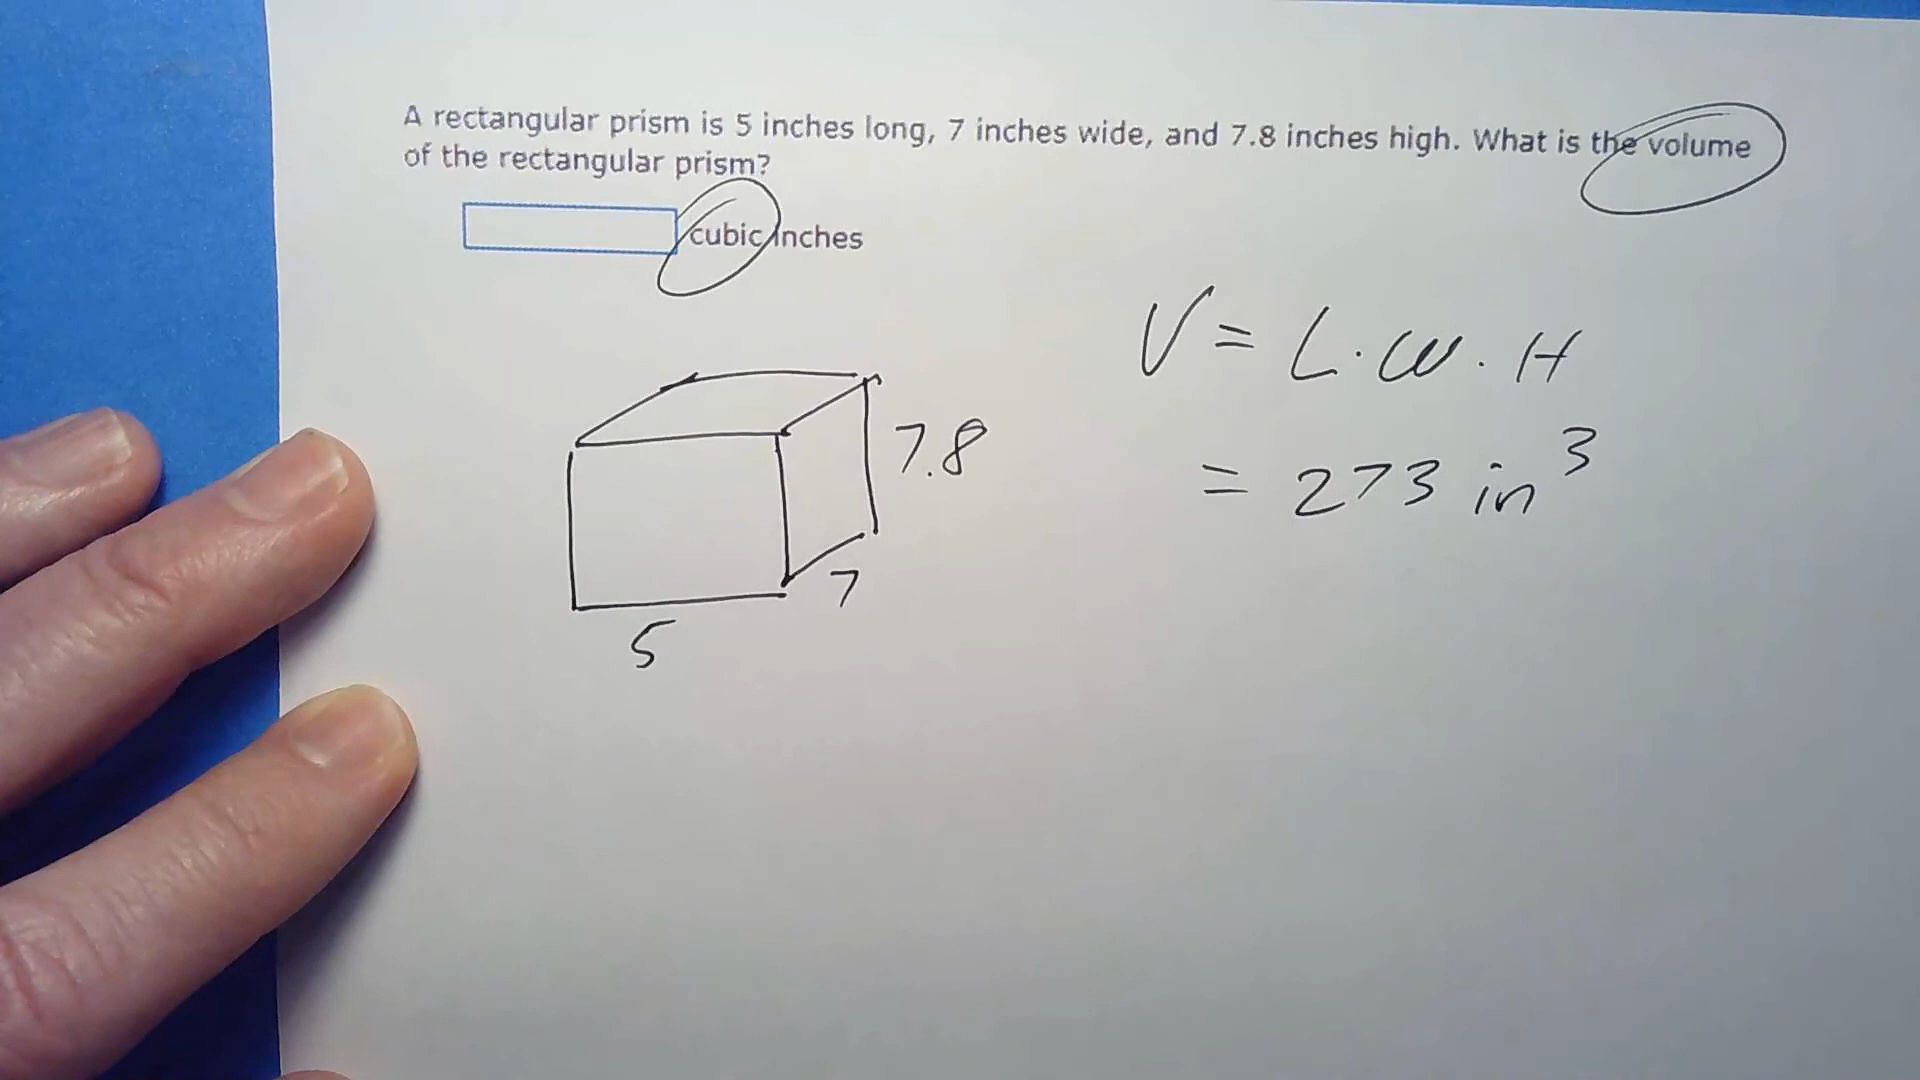 A rectangular prism is 5 inches long, 7 inches wide, and 7.8 inches high. What is the volume
of the rectangular prism?
cubic inches
V = L · W · H
7.8
= 273 in³
7
5